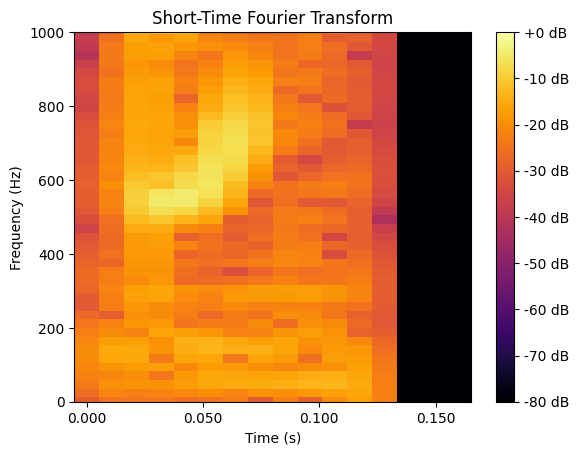 Short-Time Fourier Transform
Frequency (Hz)
1000
800
600
400
200
0
0.000
0.050
0.100
0.150
Time (s)
+0 dB
-10 dB
-20 dB
-30 dB
-40 dB
-50 dB
-60 dB
-70 dB
-80 dB